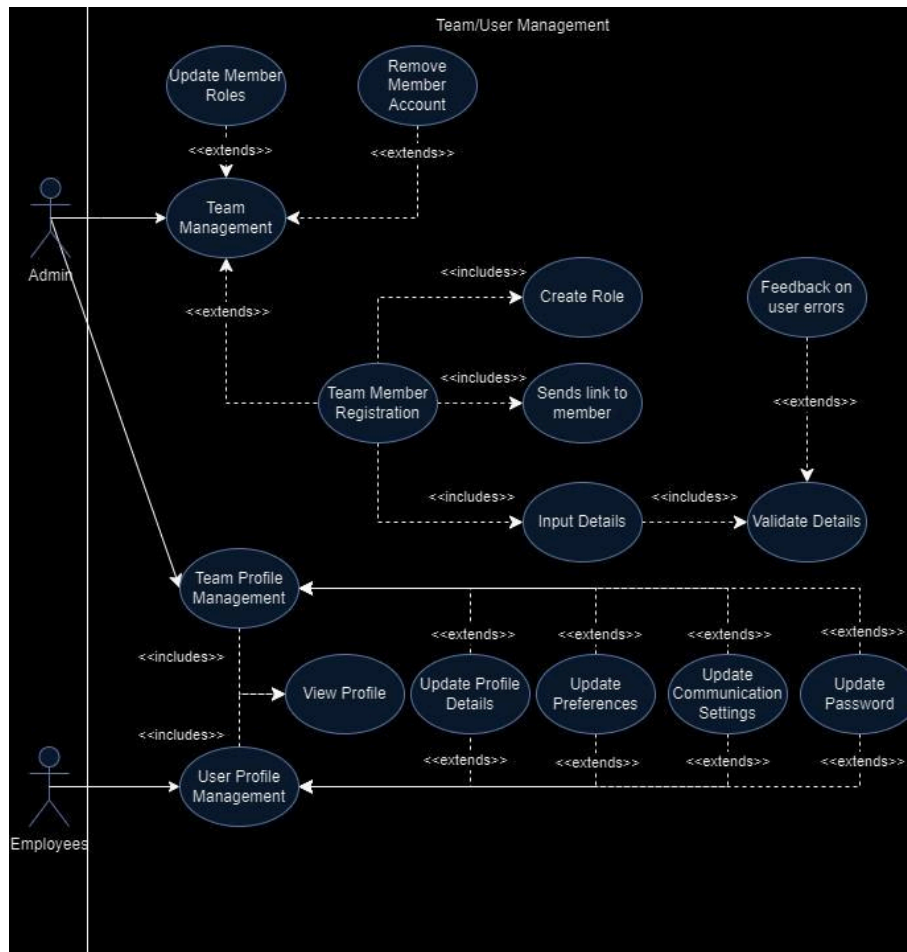 Team/User Management
Update Member
Roles
Remove
Member
Account
<<extends>>
<<extends>>
Team
Management
Admin
<<includes>>
Create Role
Feedback on
user errors
<<extends>>
<<includes>>
Team Member
Registration
Sends link to
member
<<extends>>
<<includes>>
Input Details
<<includes>>
Validate Details
Team Profile
Management
<<includes>>
<<extends>>
<<extends>>
<<extends>>
<<extends>>
View Profile
Update Profile
Details
Update
Preferences
Update
Communication
Settings
Update
Password
<<includes>>
<<extends>>
<<extends>>
<<extends>>
<<extends>>
User Profile
Management
Employees